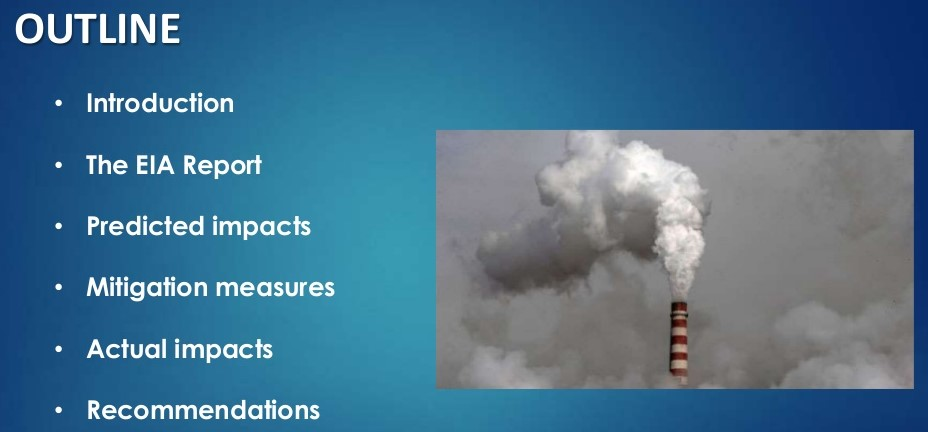 OUTLINE
• Introduction
• The EIA Report
• Predicted impacts
• Mitigation measures
• Actual impacts
• Recommendations